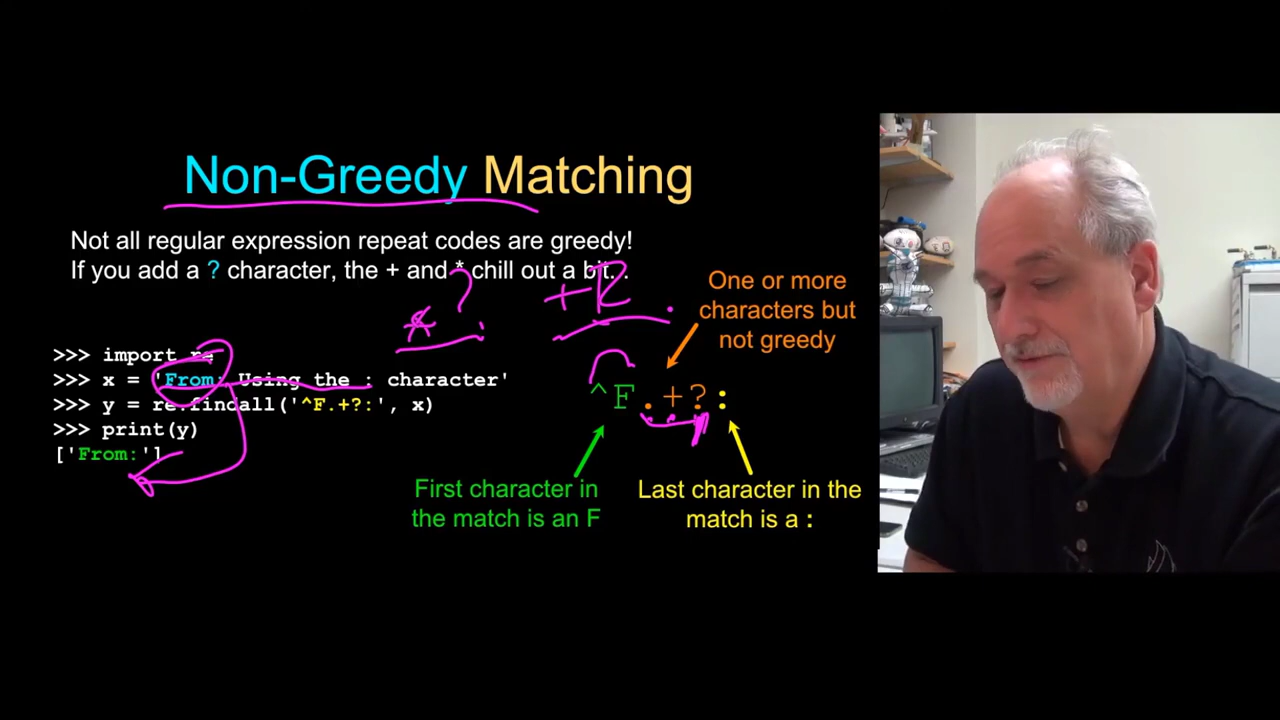 Non-Greedy Matching
Not all regular expression repeat codes are greedy!
If you add a ? character, the + and * chill out a bit...
*?
One or more
characters but
not greedy
>>> import re
>>> x = 'From: Using the : character'
>>> y = re.findall('^F.+?:', x)
>>> print(y)
['From:']
^F.+?:
First character in
the match is an F
Last character in the
match is a :